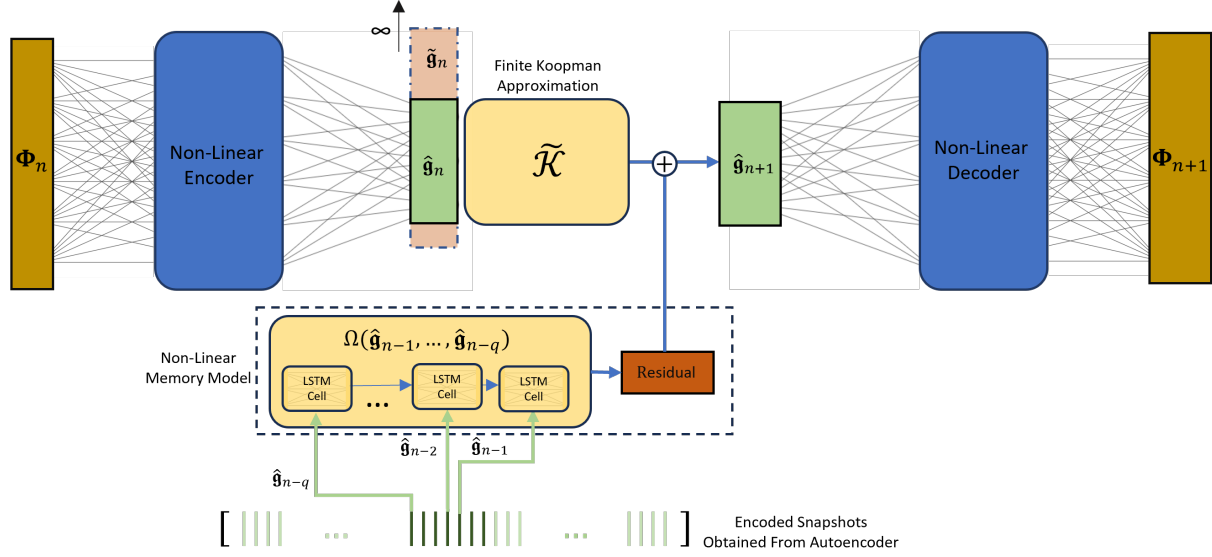 ∞
g̃ₙ
Finite Koopman
Approximation
Φₙ
Non-Linear
Encoder
ĝₙ
𝒦̃
+
ĝₙ₊₁
Non-Linear
Decoder
Φₙ₊₁
Non-Linear
Memory Model
Ω(ĝₙ₋₁, …, ĝₙ₋q)
LSTM
Cell
...
LSTM
Cell
LSTM
Cell
Residual
ĝₙ₋q
ĝₙ₋₂
ĝₙ₋₁
[ ... ... ]
Encoded Snapshots
Obtained From Autoencoder